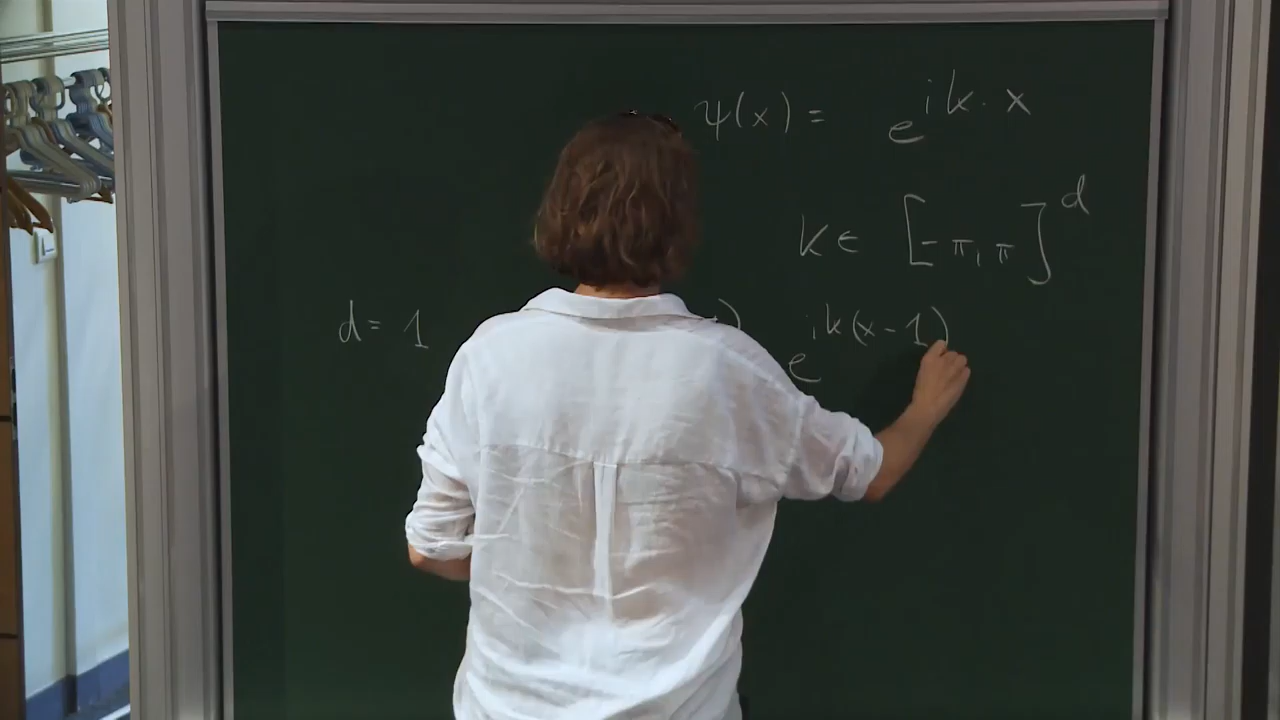 ψ(x) = e^{ik·x}
k ∈ [-π, π]^d
d = 1 ) e^{ik(x-1)}